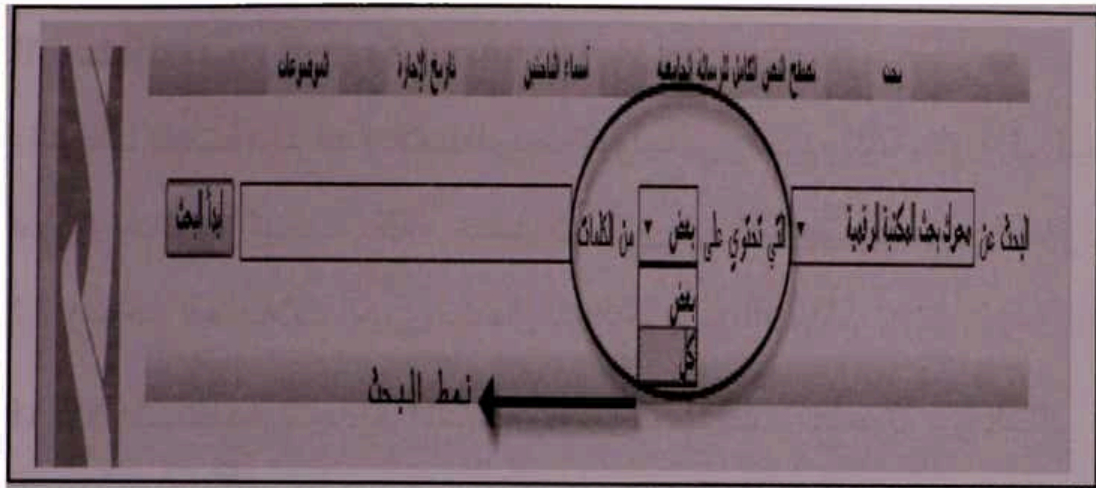 بحث تصفح النص الكامل للرسالة الجامعية أسماء الباحثين تاريخ الإجازة الموضوعات
البحث عن محرك بحث المكتبة الرقمية التي تحتوي على بعض من الكلمات ابدأ البحث
بعض
كل
نمط البحث